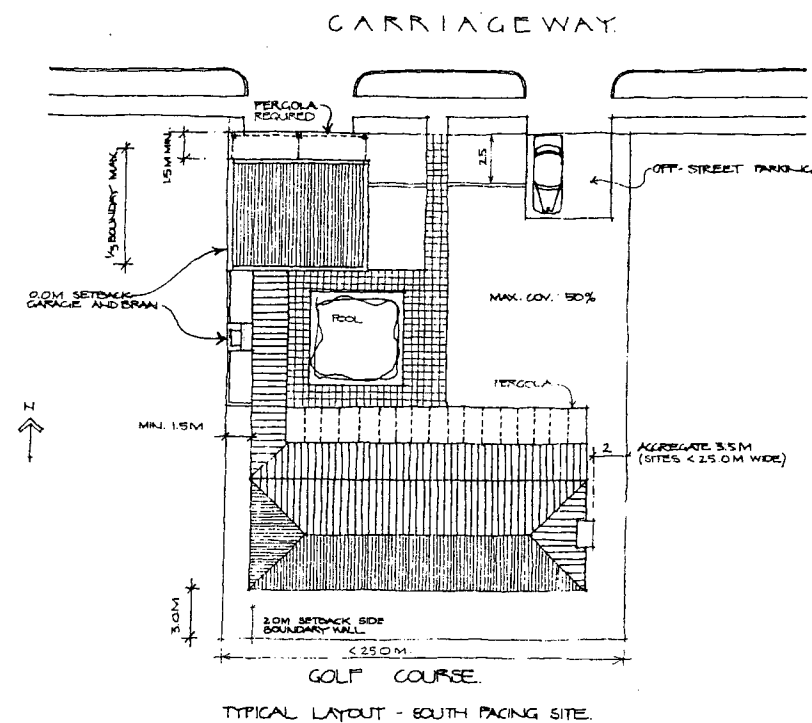 CARRIAGEWAY.
PERGOLA
REQUIRED
1.5M MIN.
2.5
OFF-STREET PARKING
1/3 BOUNDARY MAX.
0.0M SETBACK
GARAGE AND BRAAI
MAX. COV. 50%
POOL
PERGOLA
N
MIN. 1.5M
2
AGGREGATE 3.5M
(SITES < 25.0M WIDE)
3.0M
2.0M SETBACK SIDE
BOUNDARY WALL
< 25.0M.
GOLF COURSE.
TYPICAL LAYOUT - SOUTH FACING SITE.